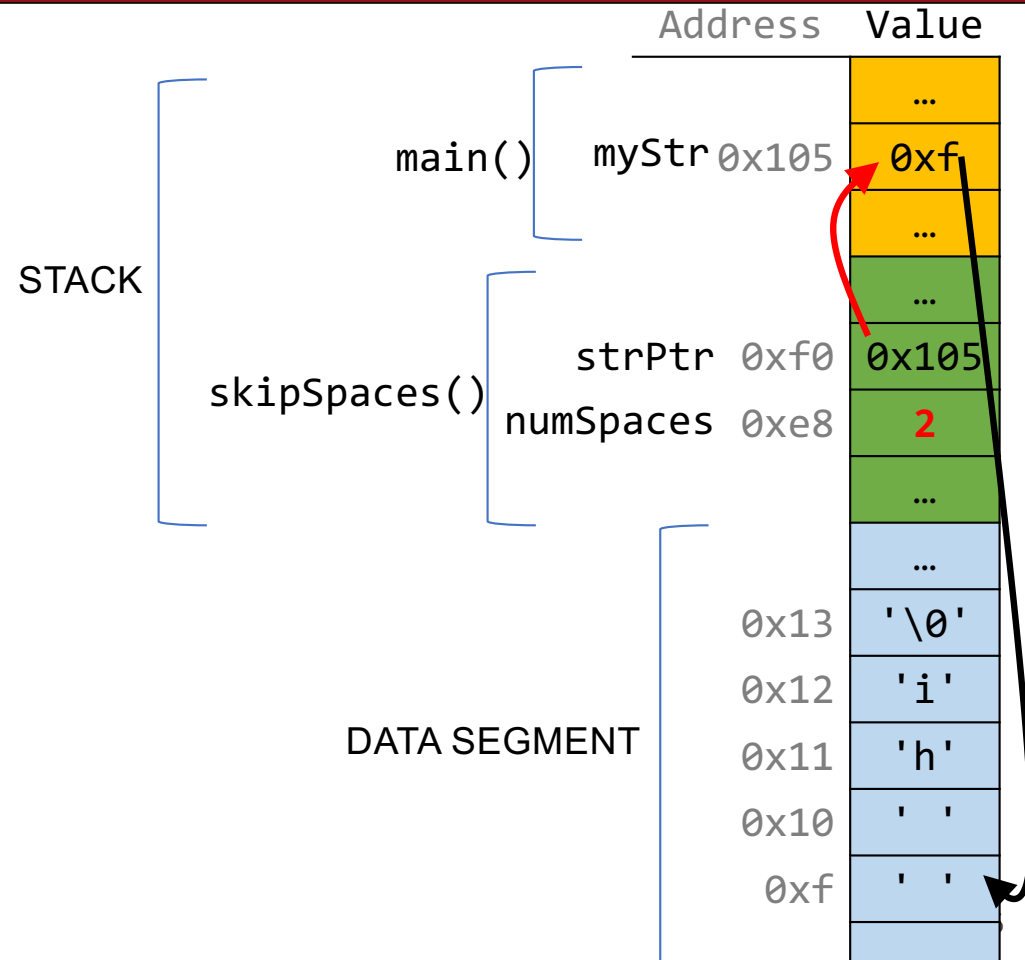 Address Value
…
main() myStr 0x105 0xf
…
STACK
…
strPtr 0xf0 0x105
skipSpaces()
numSpaces 0xe8 2
…
…
0x13 '\0'
0x12 'i'
DATA SEGMENT
0x11 'h'
0x10 ' '
0xf ' '